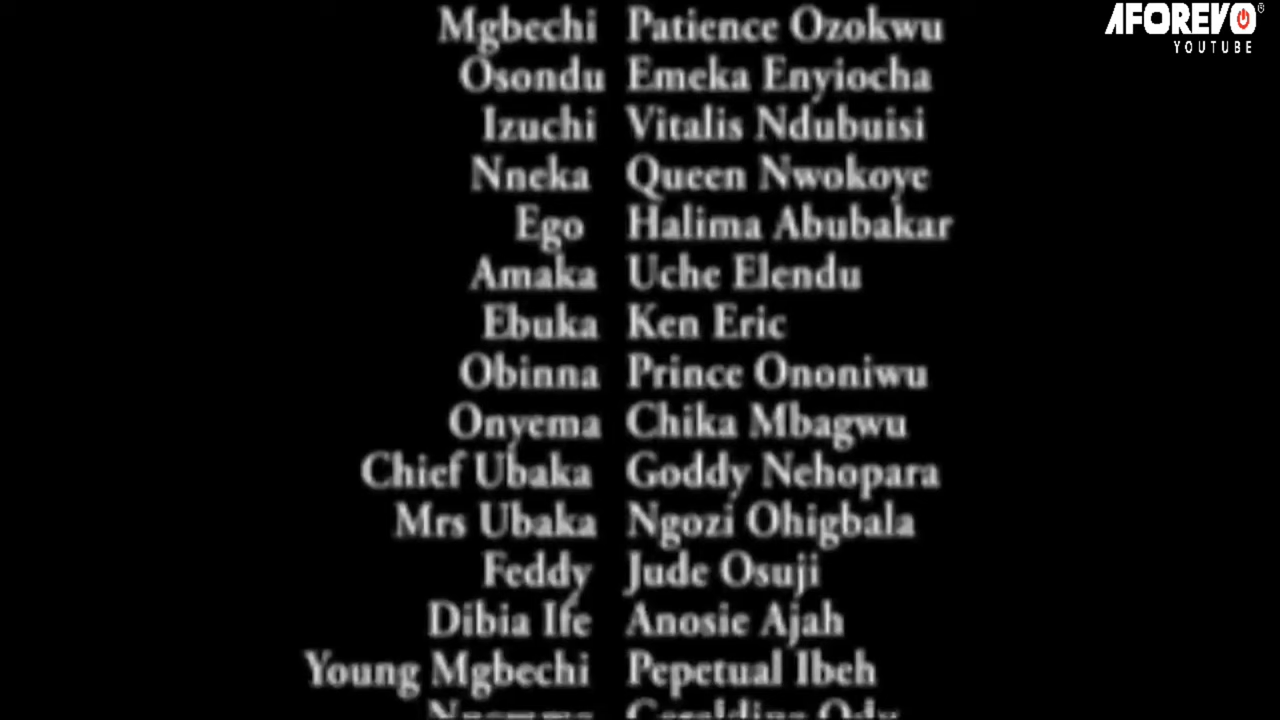 AFOREVO
YOUTUBE
Mgbechi Patience Ozokwu
Osondu Emeka Enyiocha
Izuchi Vitalis Ndubuisi
Nneka Queen Nwokoye
Ego Halima Abubakar
Amaka Uche Elendu
Ebuka Ken Eric
Obinna Prince Ononiwu
Onyema Chika Mbagwu
Chief Ubaka Goddy Nehopara
Mrs Ubaka Ngozi Ohigbala
Feddy Jude Osuji
Dibia Ife Anosie Ajah
Young Mgbechi Pepetual Ibeh